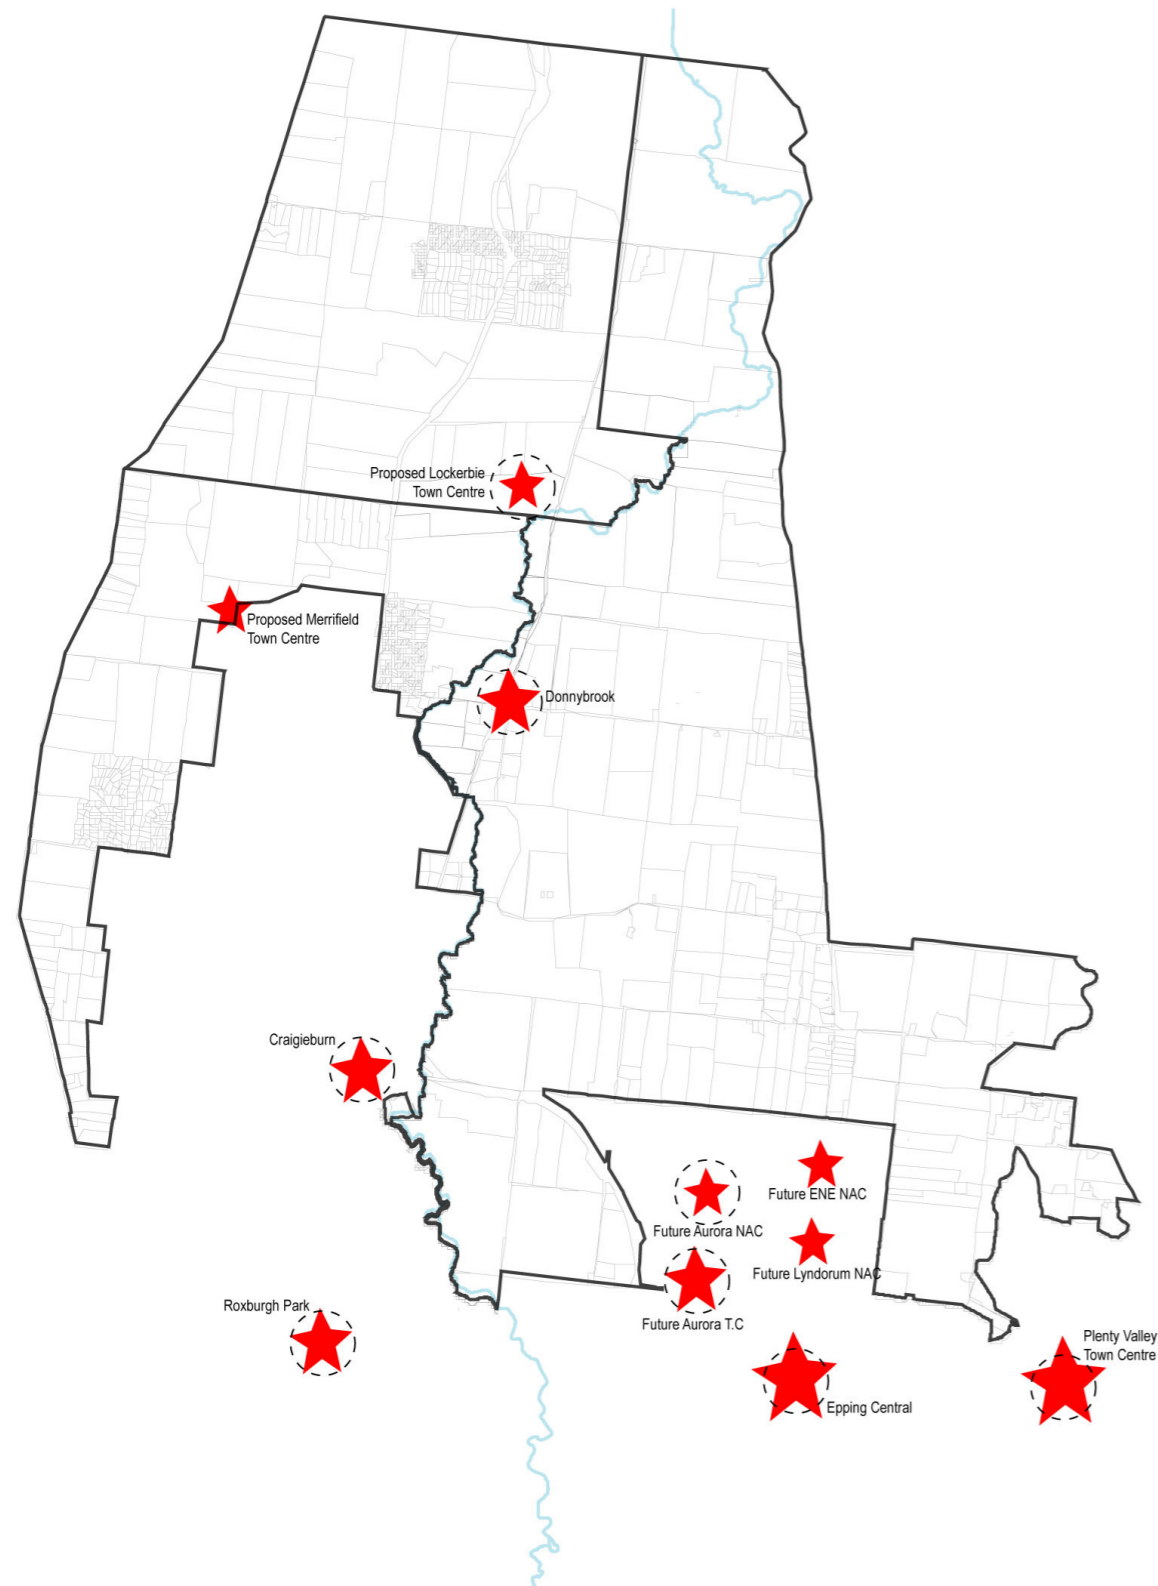 Proposed Lockerbie
Town Centre
Proposed Merrifield
Town Centre
Donnybrook
Craigieburn
Future ENE NAC
Future Aurora NAC
Future Lyndorum NAC
Roxburgh Park
Future Aurora T.C
Plenty Valley
Town Centre
Epping Central